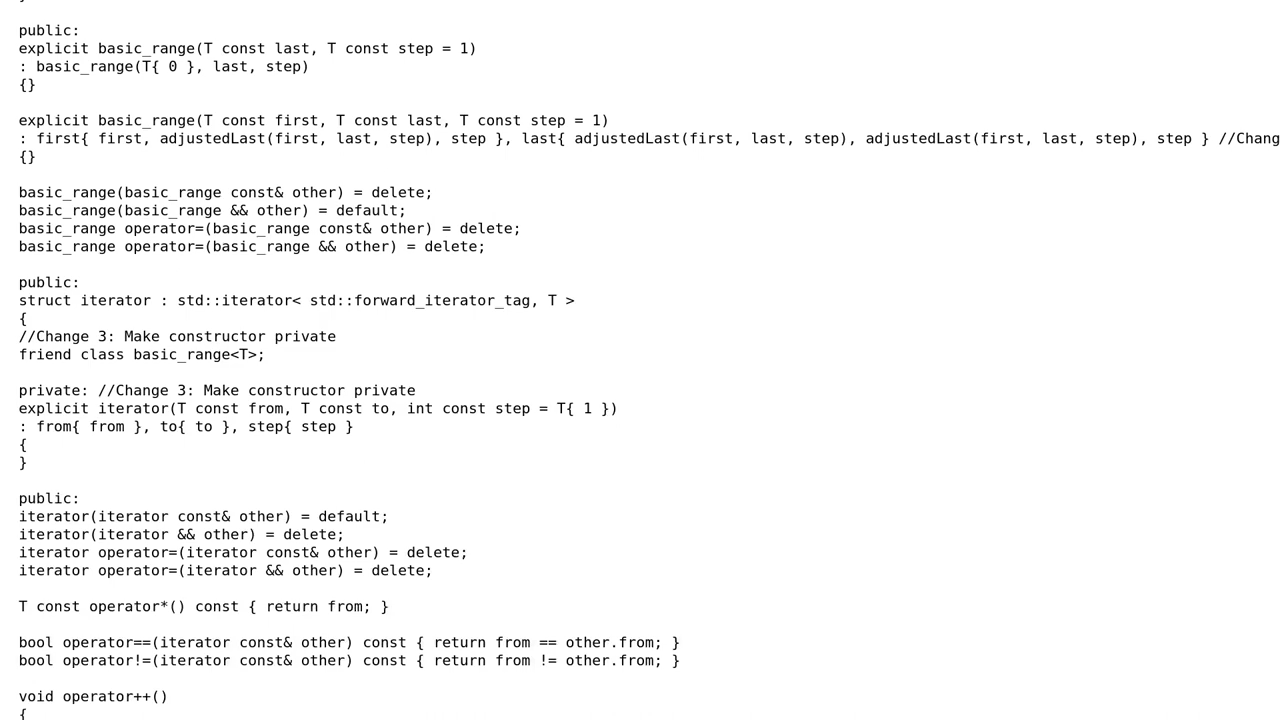 public:
explicit basic_range(T const last, T const step = 1)
: basic_range(T{ 0 }, last, step)
{}
explicit basic_range(T const first, T const last, T const step = 1)
: first{ first, adjustedLast(first, last, step), step }, last{ adjustedLast(first, last, step), adjustedLast(first, last, step), step } //Chang
{}
basic_range(basic_range const& other) = delete;
basic_range(basic_range && other) = default;
basic_range operator=(basic_range const& other) = delete;
basic_range operator=(basic_range && other) = delete;
public:
struct iterator : std::iterator< std::forward_iterator_tag, T >
{
//Change 3: Make constructor private
friend class basic_range<T>;
private: //Change 3: Make constructor private
explicit iterator(T const from, T const to, int const step = T{ 1 })
: from{ from }, to{ to }, step{ step }
{
}
public:
iterator(iterator const& other) = default;
iterator(iterator && other) = delete;
iterator operator=(iterator const& other) = delete;
iterator operator=(iterator && other) = delete;
T const operator*() const { return from; }
bool operator==(iterator const& other) const { return from == other.from; }
bool operator!=(iterator const& other) const { return from != other.from; }
void operator++()
{